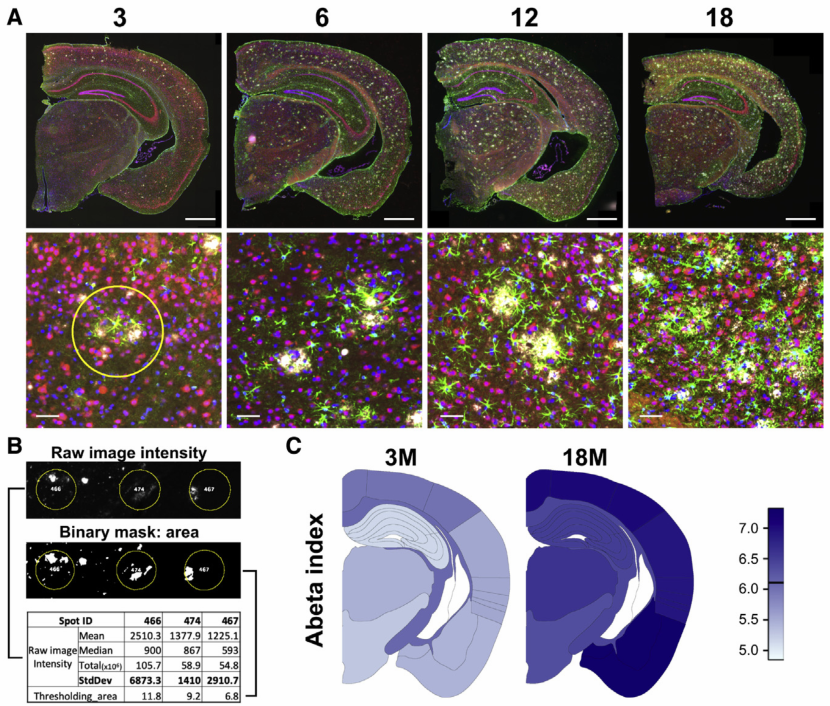 A
3 6 12 18
B
Raw image intensity
466 474 467
Binary mask: area
466 474 467
Spot ID 466 474 467
Raw image Intensity
Mean 2510.3 1377.9 1225.1
Median 900 867 593
Total(x10⁶) 105.7 58.9 54.8
StdDev 6873.3 1410 2910.7
Thresholding_area 11.8 9.2 6.8
C
3M 18M
Abeta index
7.0
6.5
6.0
5.5
5.0